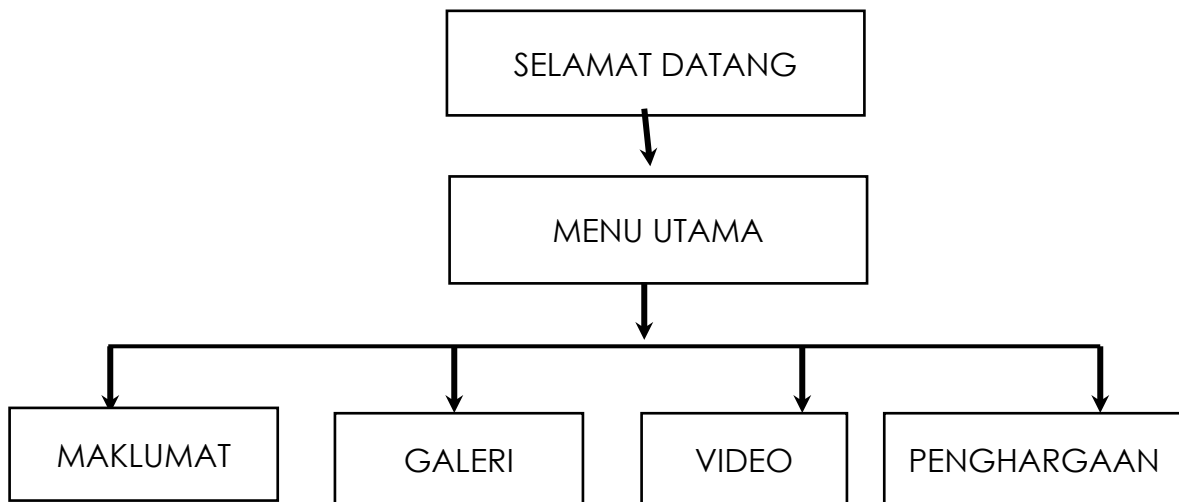 SELAMAT DATANG
MENU UTAMA
MAKLUMAT
GALERI
VIDEO
PENGHARGAAN